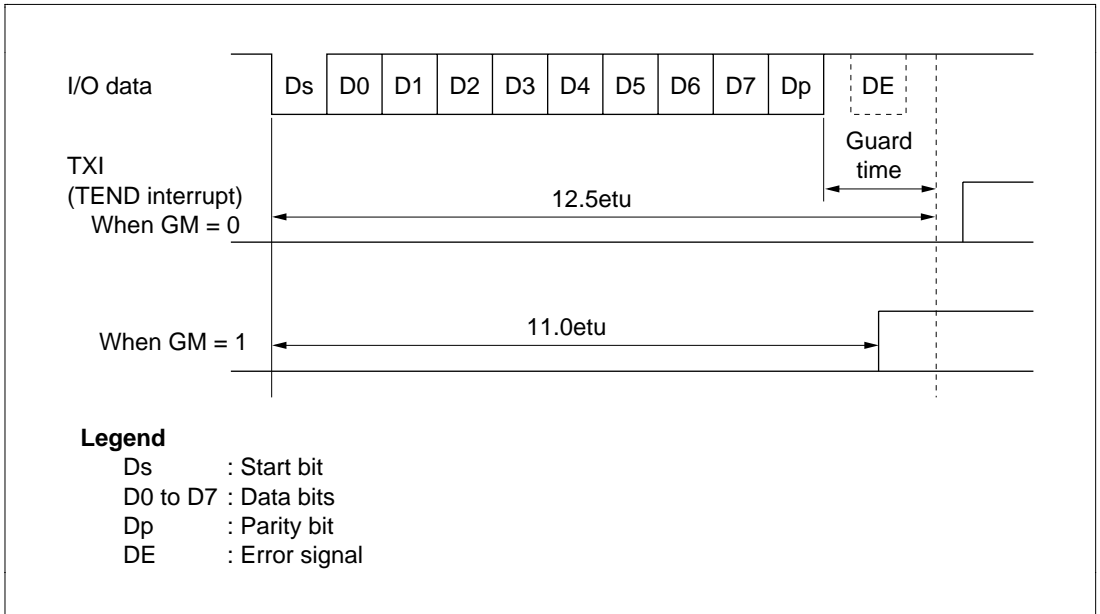 I/O data
Ds D0 D1 D2 D3 D4 D5 D6 D7 Dp DE
Guard
time
TXI
(TEND interrupt)
When GM = 0
12.5etu
When GM = 1
11.0etu
Legend
Ds : Start bit
D0 to D7 : Data bits
Dp : Parity bit
DE : Error signal